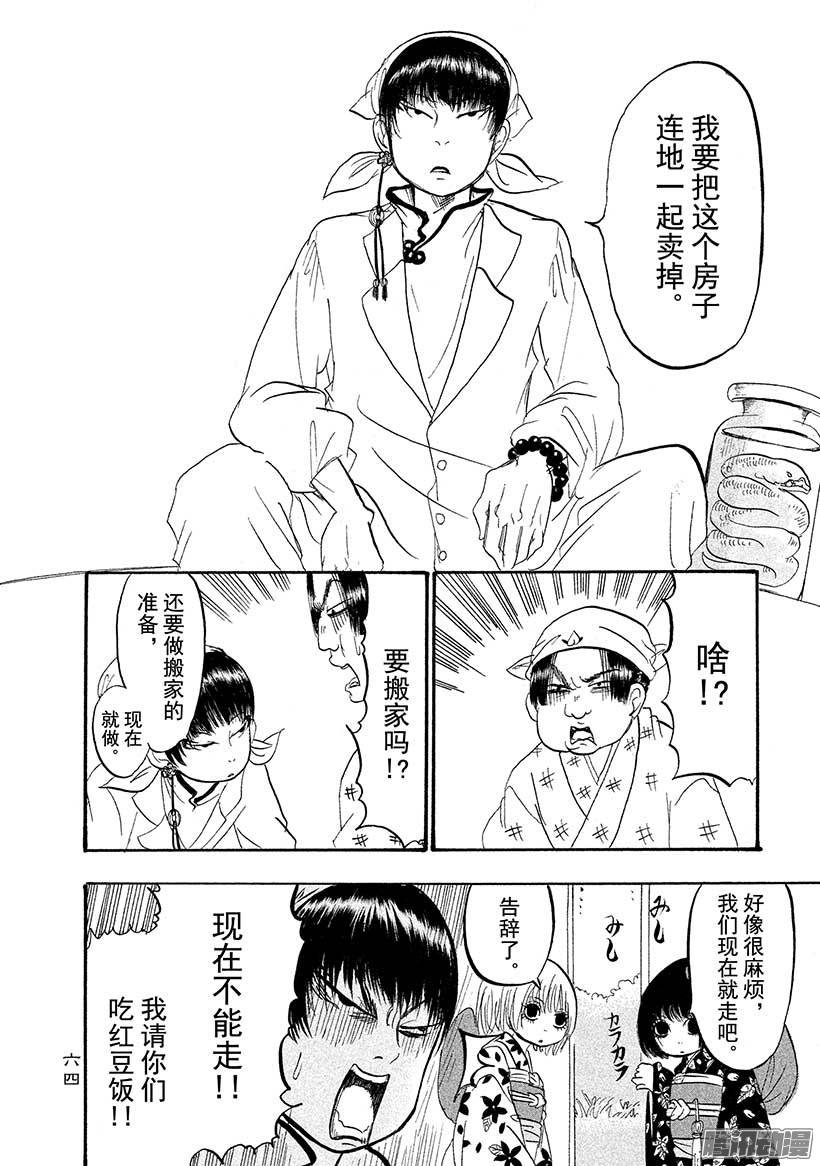 我要把这个房子
连地一起卖掉。
啥!?
要搬家吗!?
还要做搬家的
准备，
现在
就做。
好像很麻烦，
我们现在就走吧。
みし
みし
カラカラ
告辞了。
现在不能走!!
我请你们
吃红豆饭!!
六四
腾讯动漫